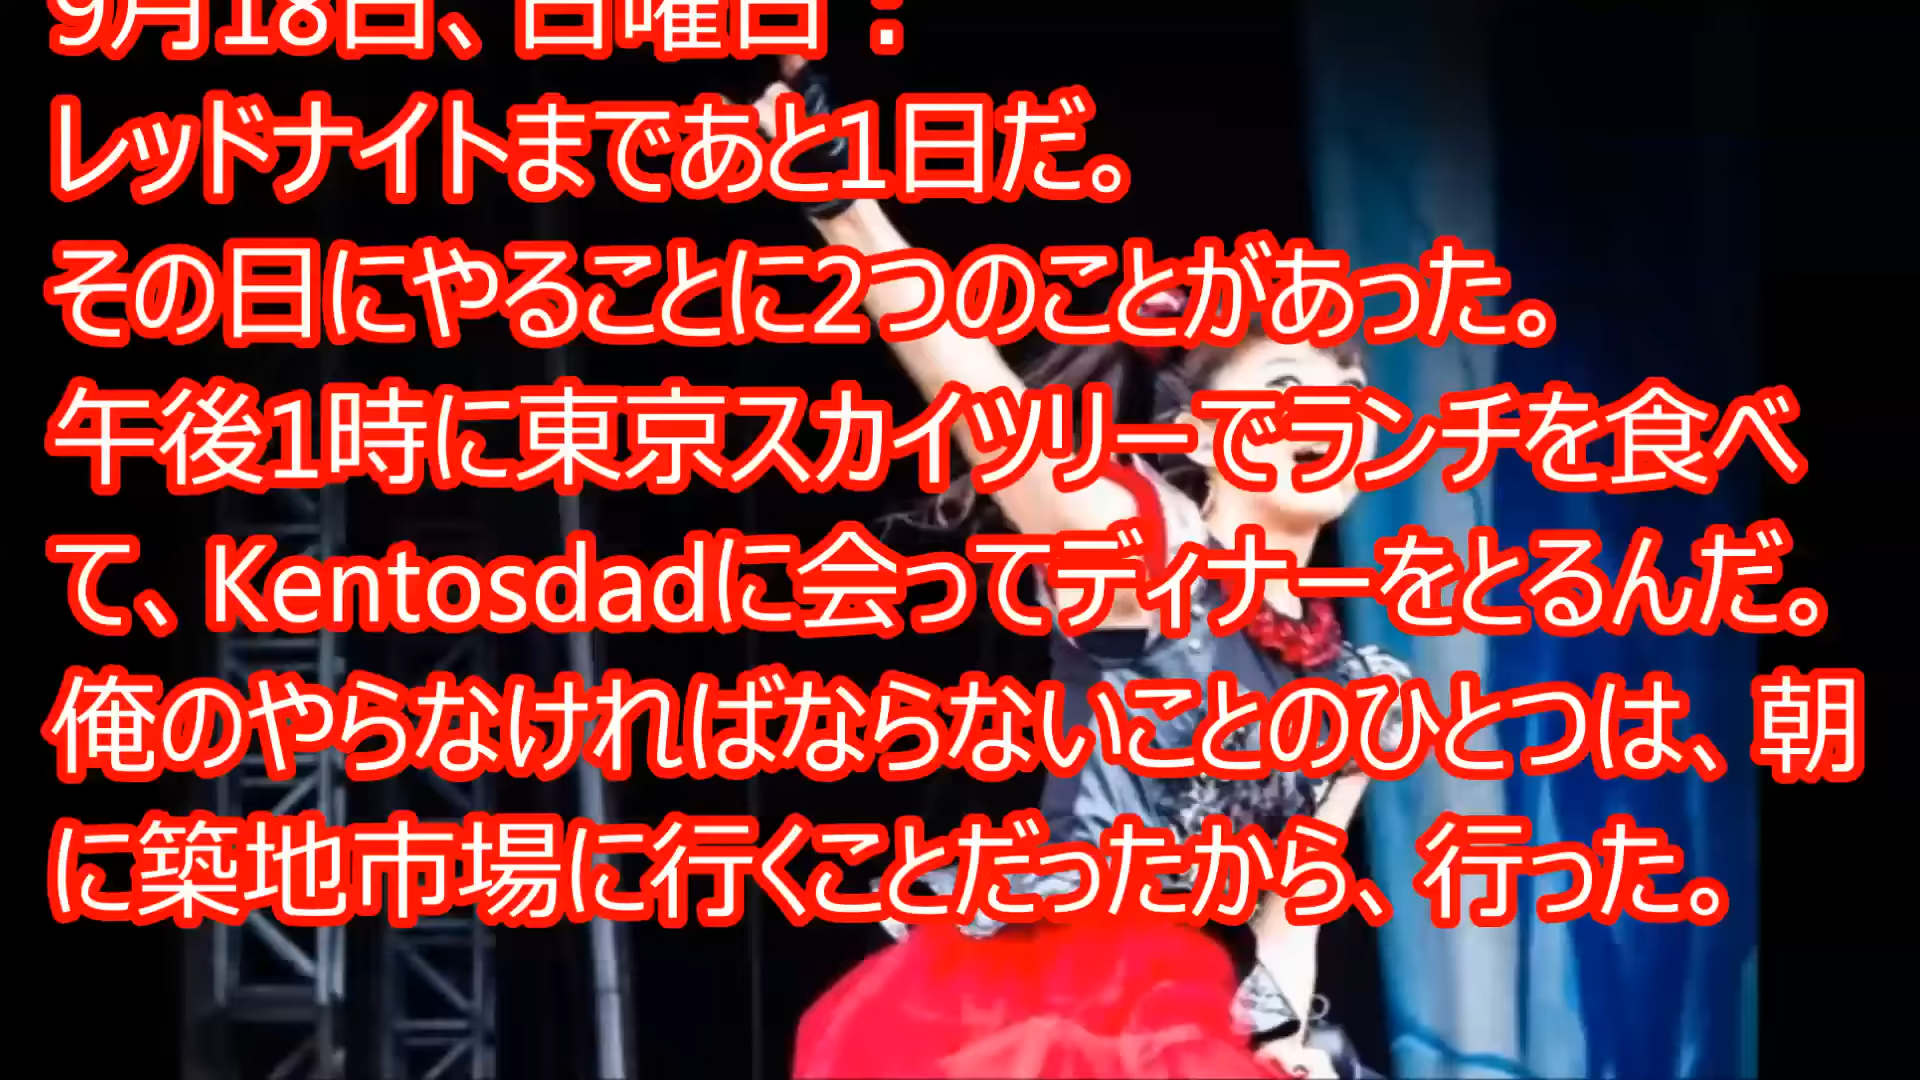 9月18日、日曜日：
レッドナイトまであと1日だ。
その日にやることに2つのことがあった。
午後1時に東京スカイツリーでランチを食べ
て、Kentosdadに会ってディナーをとるんだ。
俺のやらなければならないことのひとつは、朝
に築地市場に行くことだったから、行った。